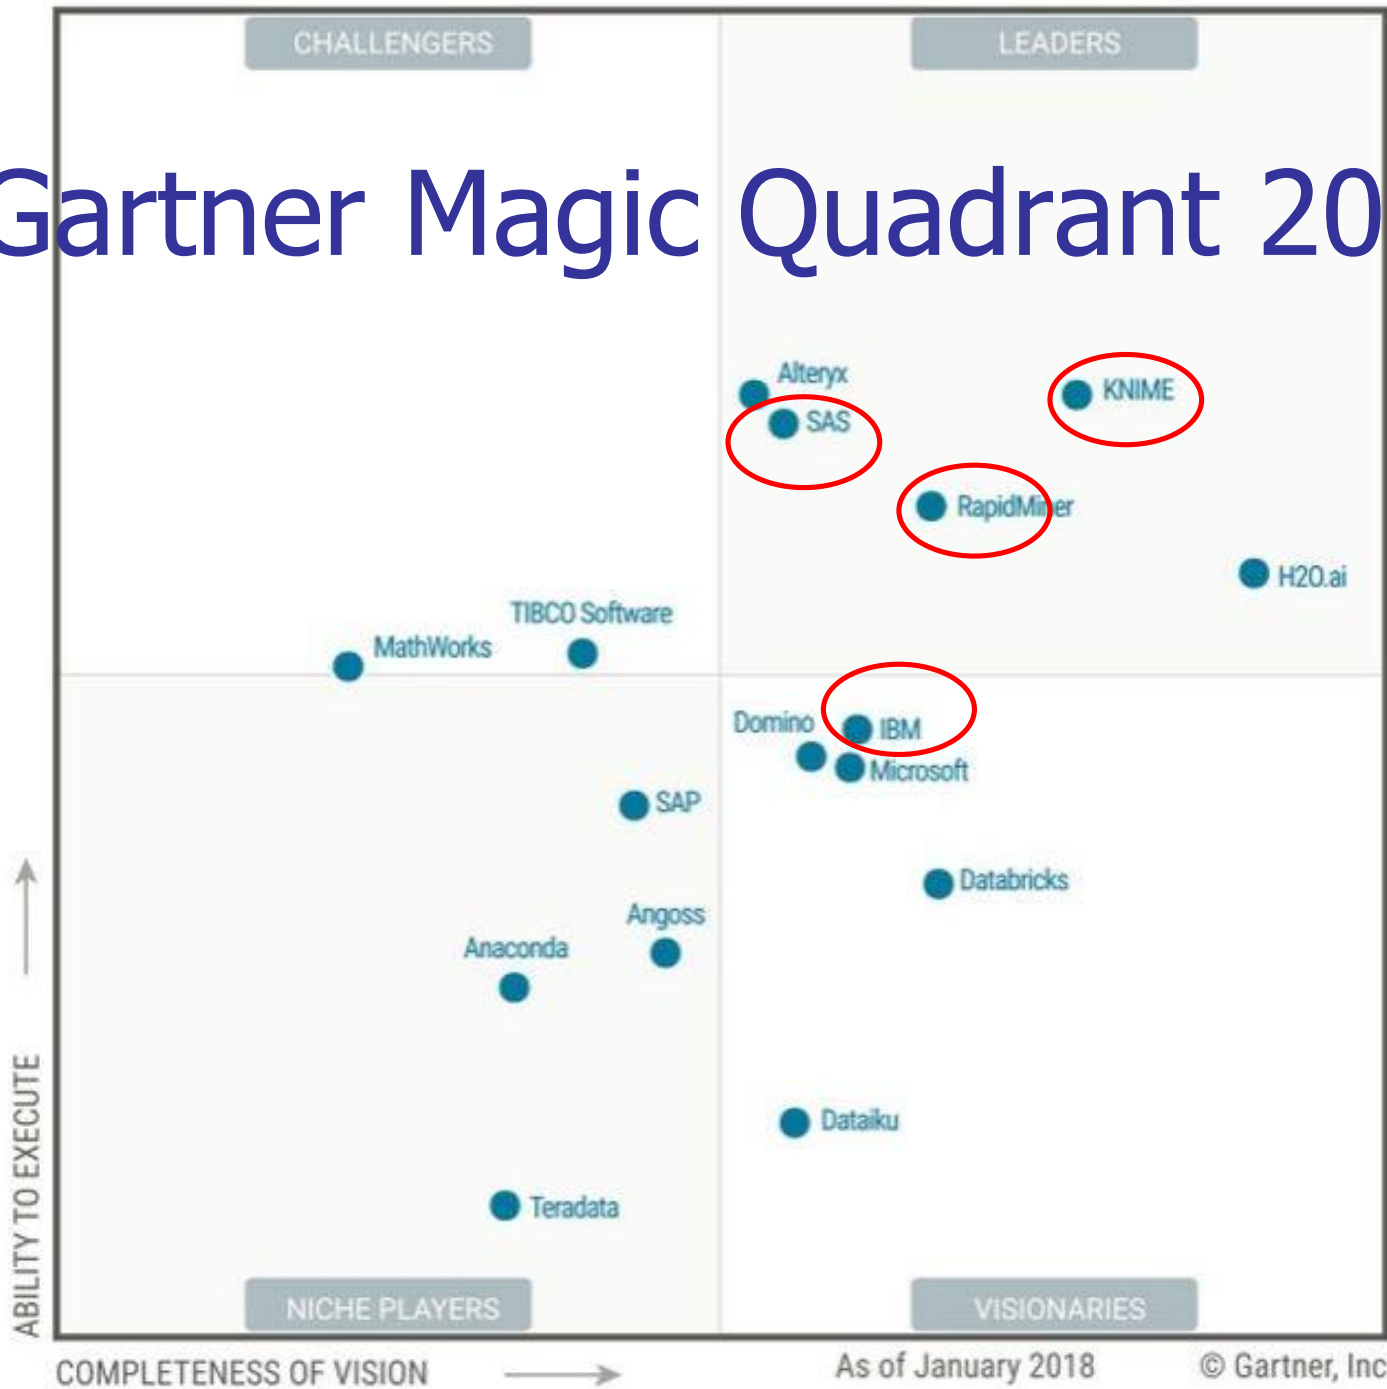 CHALLENGERS
LEADERS
Gartner Magic Quadrant 20
Alteryx
KNIME
SAS
RapidMiner
H2O.ai
TIBCO Software
MathWorks
Domino
IBM
Microsoft
SAP
Databricks
Angoss
Anaconda
Dataiku
Teradata
ABILITY TO EXECUTE
NICHE PLAYERS
VISIONARIES
COMPLETENESS OF VISION
As of January 2018
© Gartner, Inc